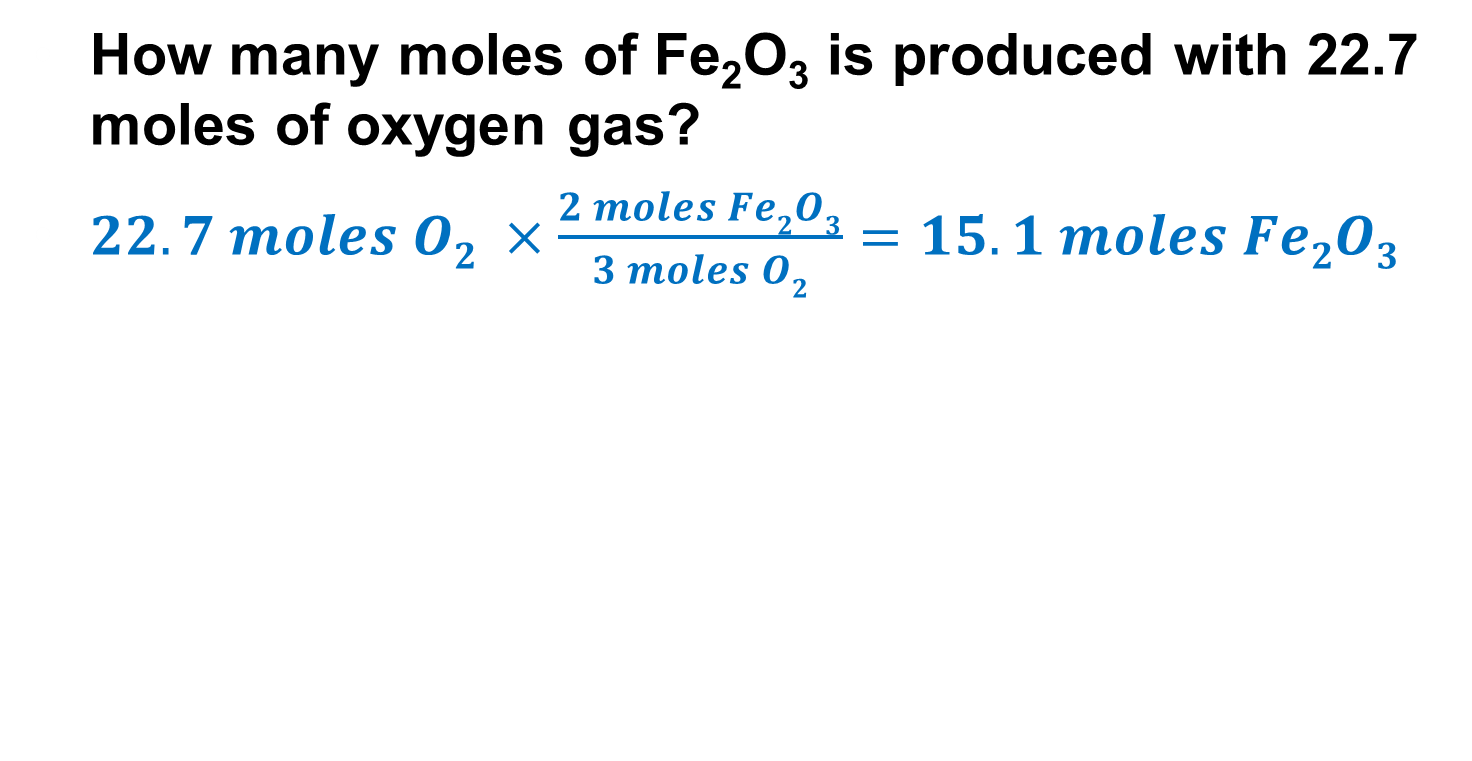 How many moles of Fe₂O₃ is produced with 22.7
moles of oxygen gas?
22.7 moles O₂ × (2 moles Fe₂O₃)/(3 moles O₂) = 15.1 moles Fe₂O₃